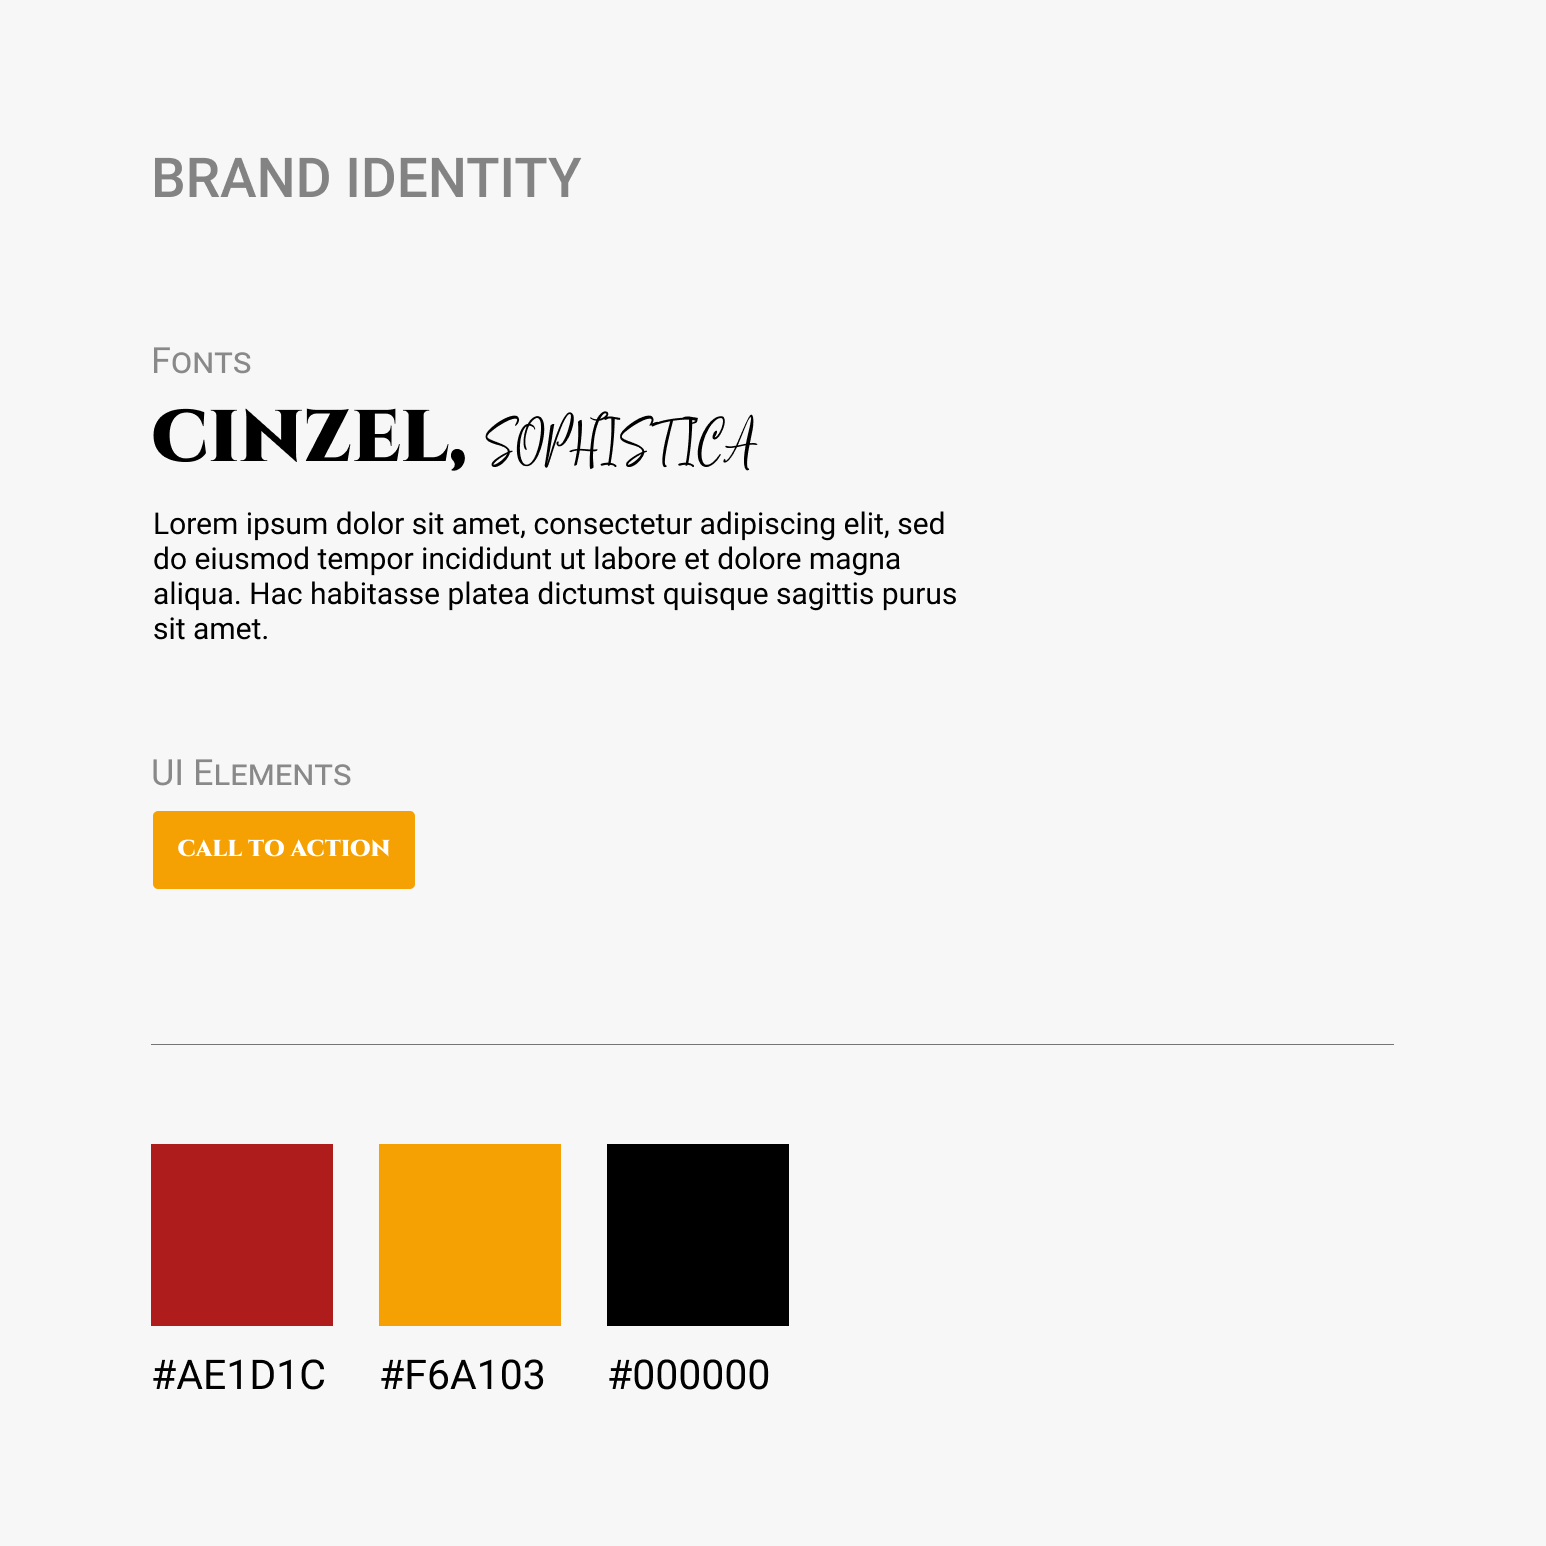 BRAND IDENTITY
Fonts
CINZEL, SOPHISTICA
Lorem ipsum dolor sit amet, consectetur adipiscing elit, sed
do eiusmod tempor incididunt ut labore et dolore magna
aliqua. Hac habitasse platea dictumst quisque sagittis purus
sit amet.
UI Elements
CALL TO ACTION
#AE1D1C #F6A103 #000000